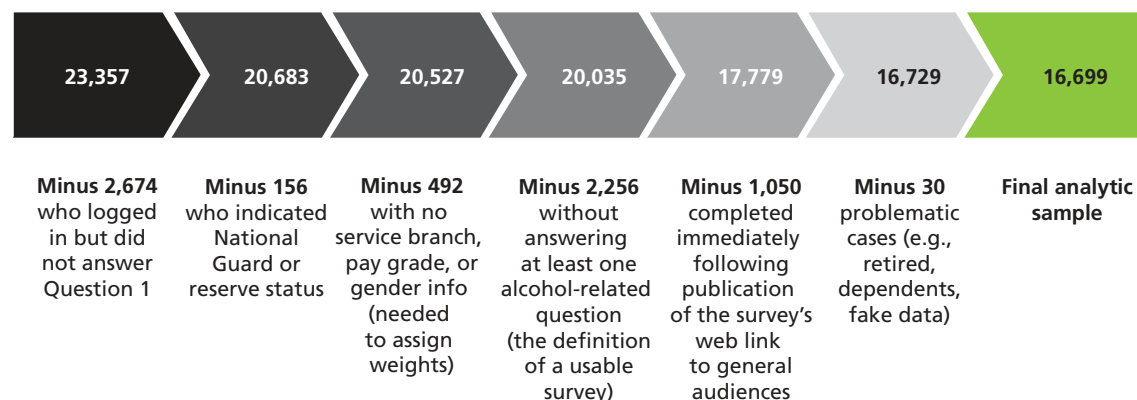 23,357
20,683
20,527
20,035
17,779
16,729
16,699
Minus 2,674
who logged
in but did
not answer
Question 1
Minus 156
who indicated
National
Guard or
reserve status
Minus 492
with no
service branch,
pay grade, or
gender info
(needed
to assign
weights)
Minus 2,256
without
answering
at least one
alcohol-related
question
(the definition
of a usable
survey)
Minus 1,050
completed
immediately
following
publication
of the survey’s
web link
to general
audiences
Minus 30
problematic
cases (e.g.,
retired,
dependents,
fake data)
Final analytic
sample